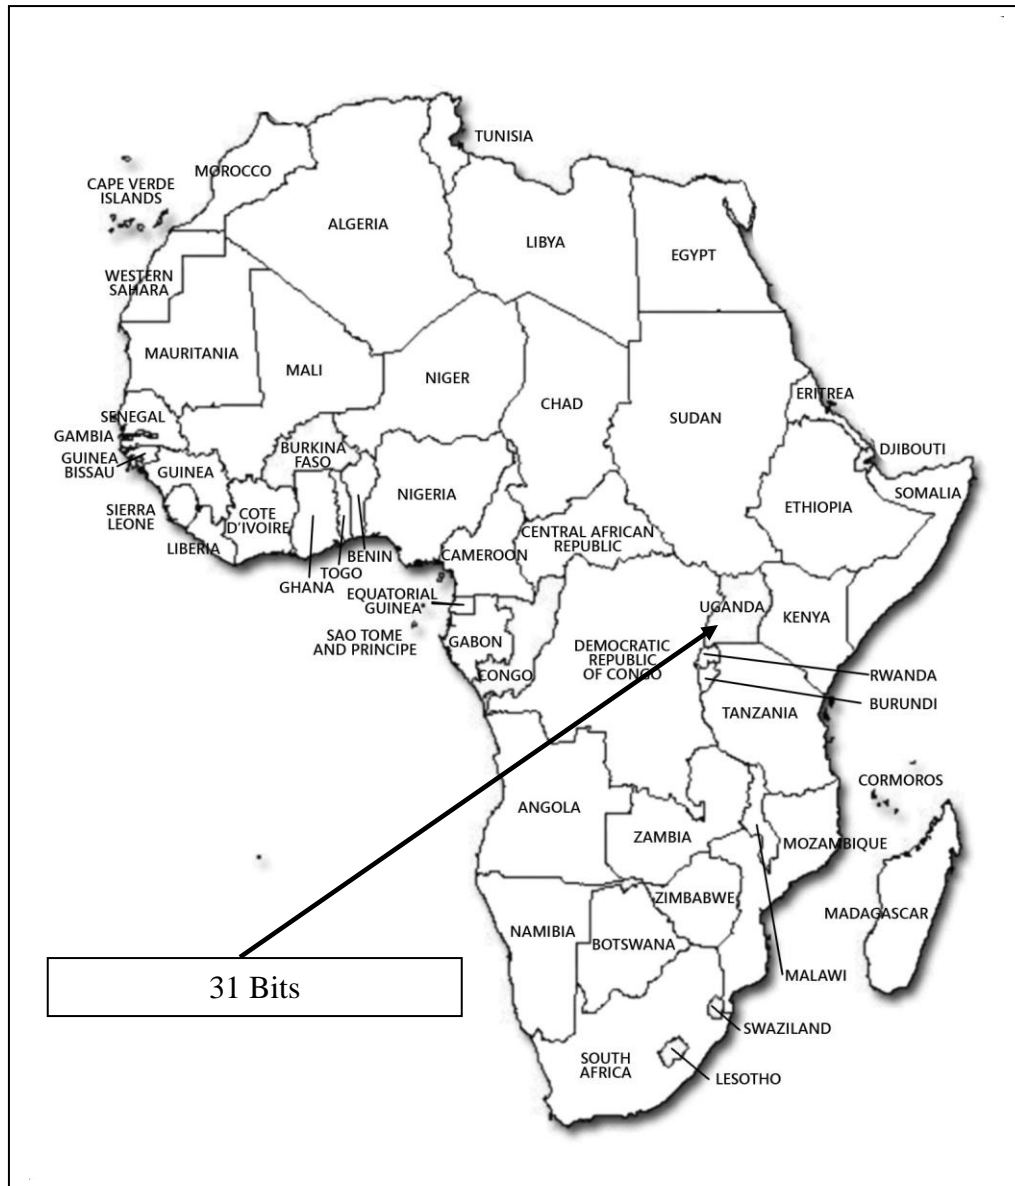 TUNISIA
MOROCCO
CAPE VERDE
ISLANDS
ALGERIA
LIBYA
EGYPT
WESTERN
SAHARA
MAURITANIA
MALI
NIGER
CHAD
SUDAN
ERITREA
SENEGAL
GAMBIA
GUINEA
BISSAU
GUINEA
BURKINA
FASO
DJIBOUTI
NIGERIA
SOMALIA
SIERRA
LEONE
COTE
D'IVOIRE
ETHIOPIA
LIBERIA
CENTRAL AFRICAN
REPUBLIC
BENIN
CAMEROON
TOGO
GHANA
EQUATORIAL
GUINEA
UGANDA
KENYA
SAO TOME
AND PRINCIPE
GABON
CONGO
DEMOCRATIC
REPUBLIC
OF CONGO
RWANDA
BURUNDI
TANZANIA
CORMOROS
ANGOLA
ZAMBIA
MOZAMBIQUE
ZIMBABWE
MADAGASCAR
NAMIBIA
BOTSWANA
MALAWI
31 Bits
SWAZILAND
SOUTH
AFRICA
LESOTHO